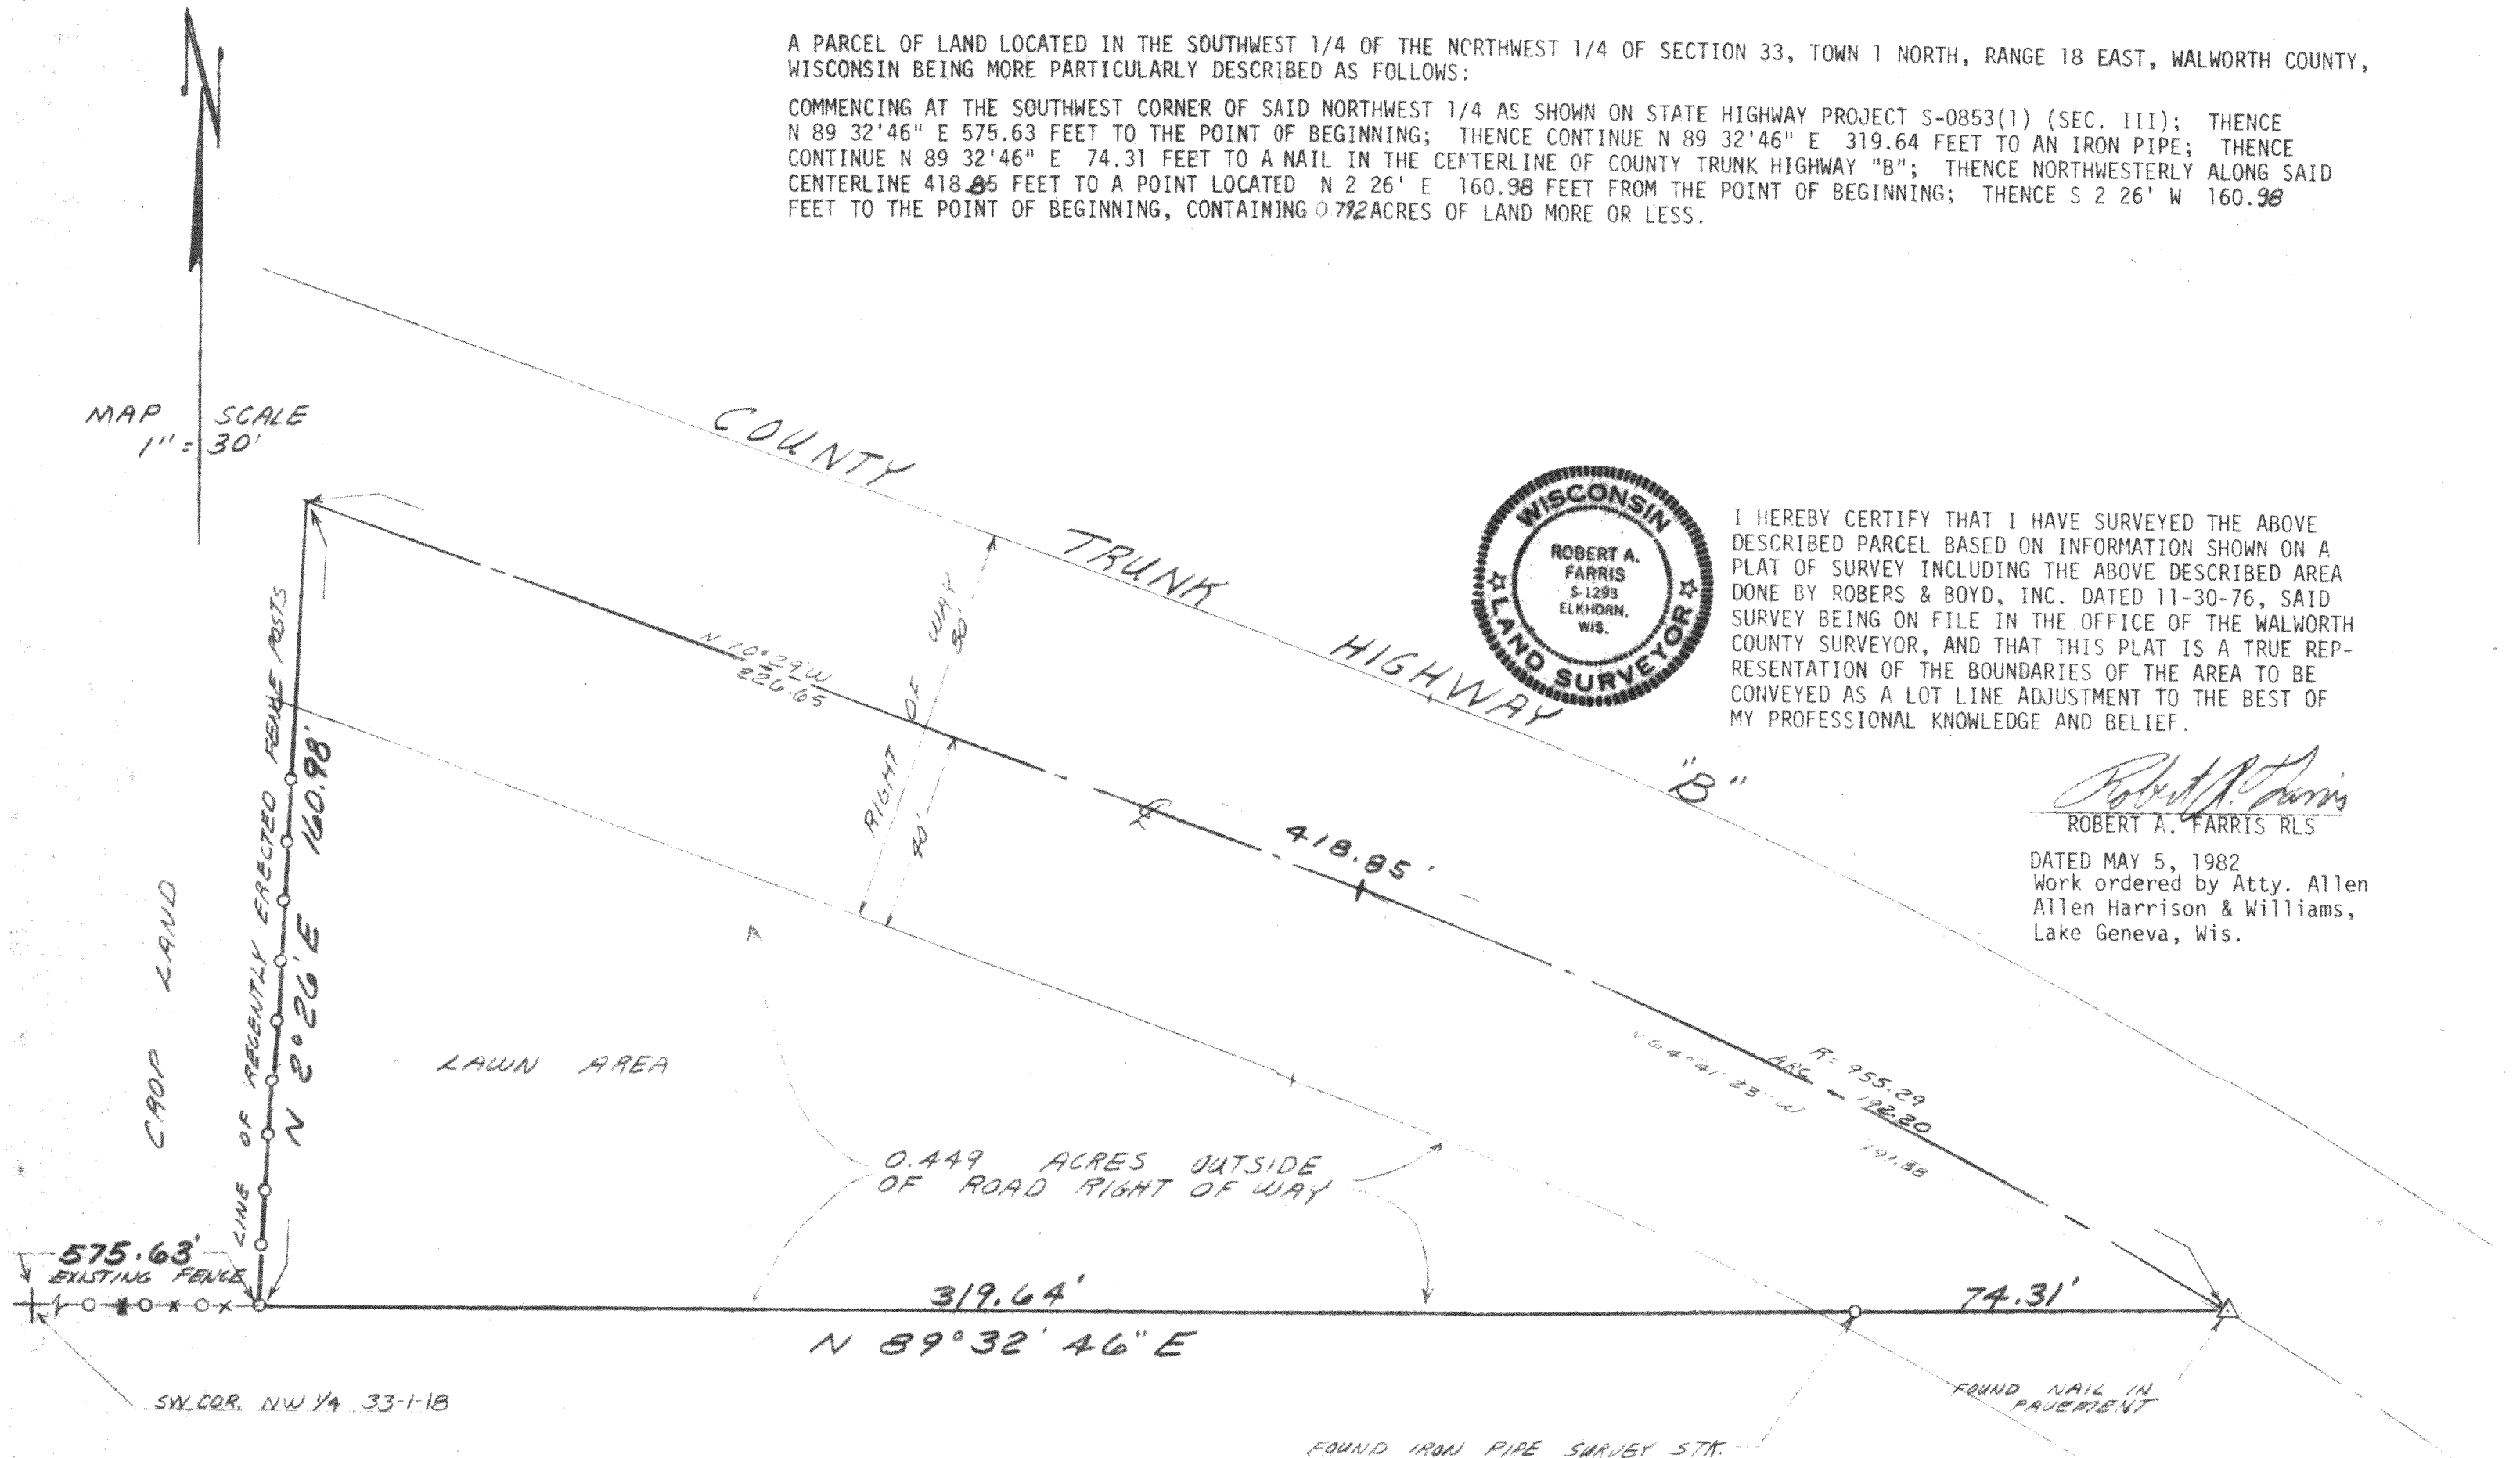 A PARCEL OF LAND LOCATED IN THE SOUTHWEST 1/4 OF THE NORTHWEST 1/4 OF SECTION 33, TOWN 1 NORTH, RANGE 18 EAST, WALWORTH COUNTY,
WISCONSIN BEING MORE PARTICULARLY DESCRIBED AS FOLLOWS:
COMMENCING AT THE SOUTHWEST CORNER OF SAID NORTHWEST 1/4 AS SHOWN ON STATE HIGHWAY PROJECT S-0853(1) (SEC. III); THENCE
N 89 32'46" E 575.63 FEET TO THE POINT OF BEGINNING; THENCE CONTINUE N 89 32'46" E 319.64 FEET TO AN IRON PIPE; THENCE
CONTINUE N 89 32'46" E 74.31 FEET TO A NAIL IN THE CENTERLINE OF COUNTY TRUNK HIGHWAY "B"; THENCE NORTHWESTERLY ALONG SAID
CENTERLINE 418.85 FEET TO A POINT LOCATED N 2 26' E 160.98 FEET FROM THE POINT OF BEGINNING; THENCE S 2 26' W 160.98
FEET TO THE POINT OF BEGINNING, CONTAINING 0.792 ACRES OF LAND MORE OR LESS.
N
MAP SCALE
1" = 30'
COUNTY TRUNK HIGHWAY "B"
WISCONSIN
ROBERT A.
FARRIS
S-1293
ELKHORN,
WIS.
LAND SURVEYOR
I HEREBY CERTIFY THAT I HAVE SURVEYED THE ABOVE
DESCRIBED PARCEL BASED ON INFORMATION SHOWN ON A
PLAT OF SURVEY INCLUDING THE ABOVE DESCRIBED AREA
DONE BY ROBERS & BOYD, INC. DATED 11-30-76, SAID
SURVEY BEING ON FILE IN THE OFFICE OF THE WALWORTH
COUNTY SURVEYOR, AND THAT THIS PLAT IS A TRUE REP-
RESENTATION OF THE BOUNDARIES OF THE AREA TO BE
CONVEYED AS A LOT LINE ADJUSTMENT TO THE BEST OF
MY PROFESSIONAL KNOWLEDGE AND BELIEF.
Robert A. Farris
ROBERT A. FARRIS RLS
DATED MAY 5, 1982
Work ordered by Atty. Allen
Allen Harrison & Williams,
Lake Geneva, Wis.
N 70°29'W
226.65
RIGHT OF WAY
80'
40'
℄
418.85'
R= 955.29
ARC - 192.20
N 64° 41' 23" W
191.88
CROP LAND
LINE OF RECENTLY ERECTED FENCE POSTS
N 2° 26' E 160.98'
LAWN AREA
0.449 ACRES OUTSIDE
OF ROAD RIGHT OF WAY
575.63'
EXISTING FENCE
319.64'
74.31'
N 89° 32' 46" E
SW COR. NW 1/4 33-1-18
FOUND NAIL IN
PAVEMENT
FOUND IRON PIPE SURVEY STK.